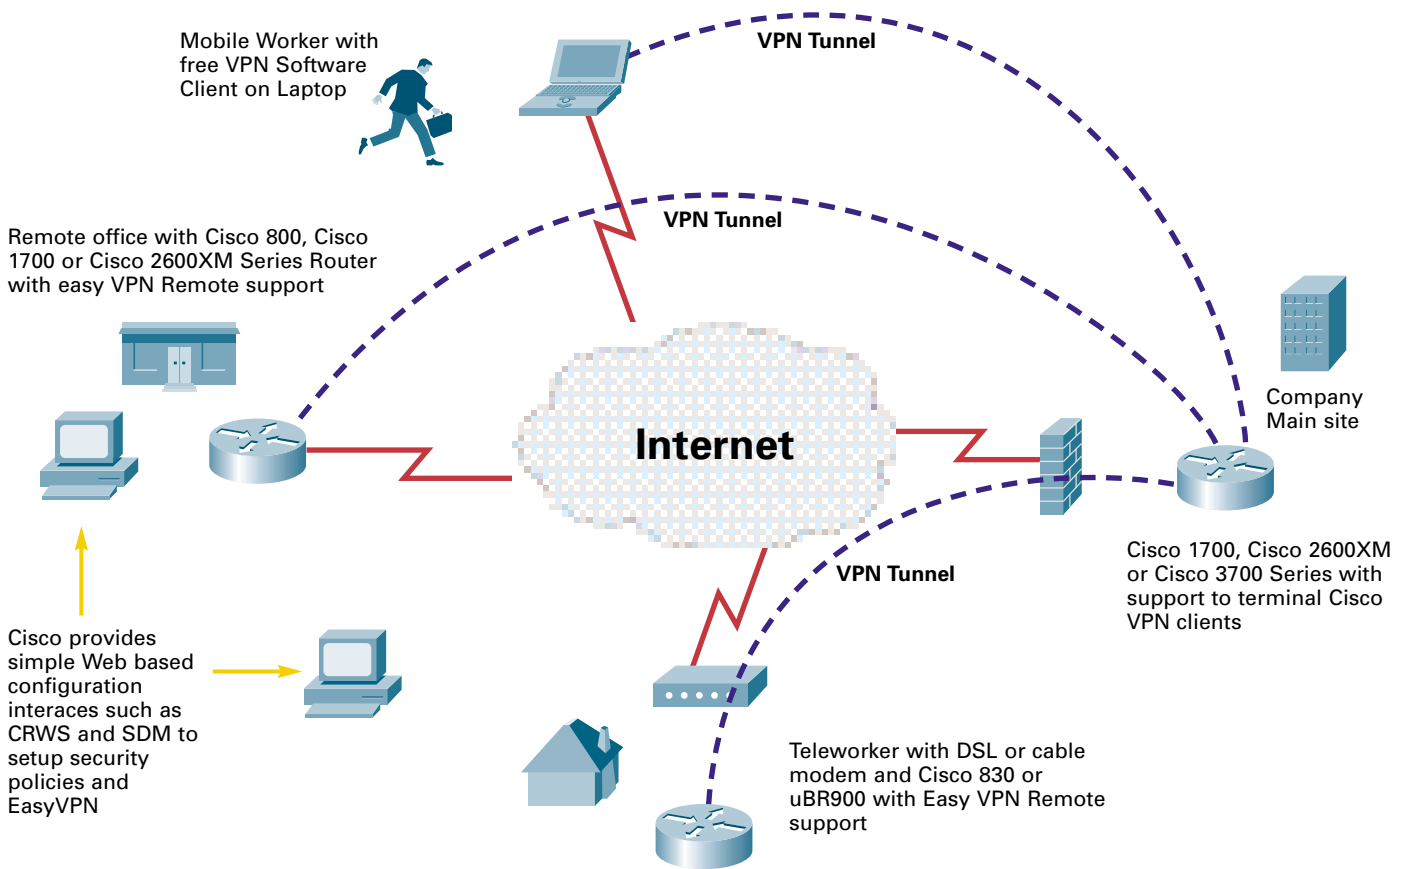 Mobile Worker with
free VPN Software
Client on Laptop
VPN Tunnel
VPN Tunnel
Remote office with Cisco 800, Cisco
1700 or Cisco 2600XM Series Router
with easy VPN Remote support
Company
Main site
Internet
VPN Tunnel
Cisco 1700, Cisco 2600XM
or Cisco 3700 Series with
support to terminal Cisco
VPN clients
Cisco provides
simple Web based
configuration
interaces such as
CRWS and SDM to
setup security
policies and
EasyVPN
Teleworker with DSL or cable
modem and Cisco 830 or
uBR900 with Easy VPN Remote
support